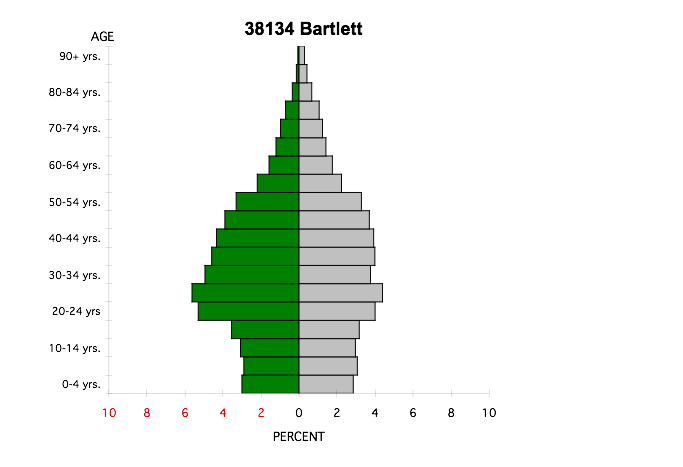 38134 Bartlett
AGE
90+ yrs.
80-84 yrs.
70-74 yrs.
60-64 yrs.
50-54 yrs.
40-44 yrs.
30-34 yrs.
20-24 yrs
10-14 yrs.
0-4 yrs.
10 8 6 4 2 0 2 4 6 8 10
PERCENT